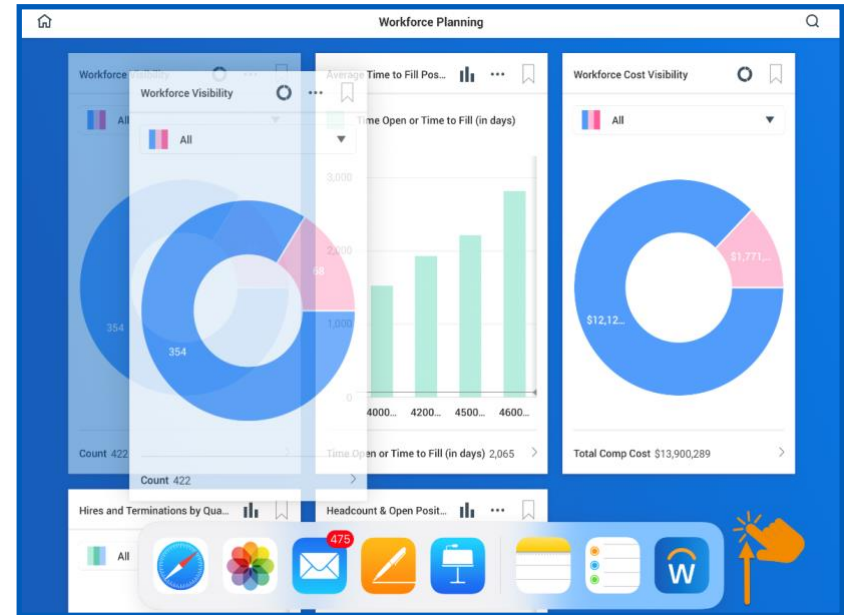 Workforce Planning
Workforce Visibility
All
354
Count 422
Workforce Visibility
All
68
354
Count 422
Average Time to Fill Pos...
Time Open or Time to Fill (in days)
3,000
2,000
1,000
0
4000... 4200... 4500... 4600...
Time Open or Time to Fill (in days) 2,065
Workforce Cost Visibility
All
$1,771,...
$12,12...
Total Comp Cost $13,900,289
Hires and Terminations by Qua...
All
Headcount & Open Posit...
475
W